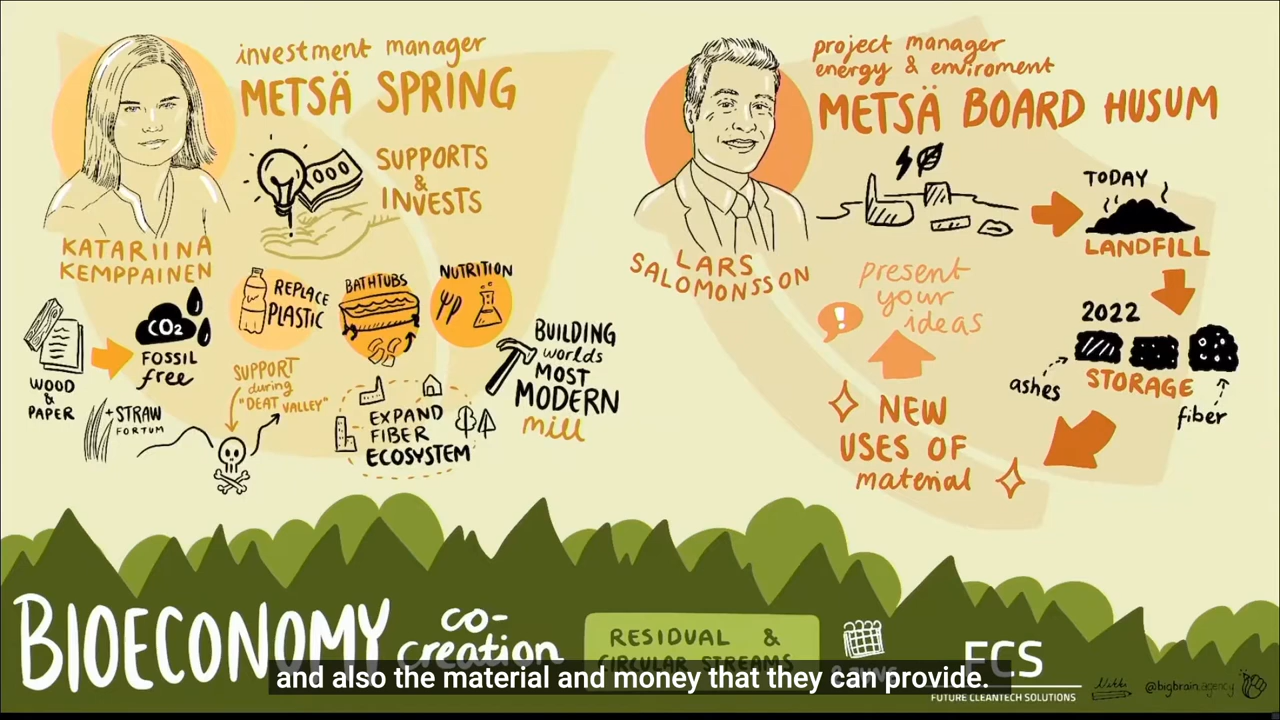 investment manager
METSÄ SPRING
SUPPORTS
&
INVESTS
KATARIINA
KEMPPAINEN
WOOD
&
PAPER
CO2
FOSSIL
free
+ STRAW
FORTUM
REPLACE
PLASTIC
BATHTUBS
NUTRITION
SUPPORT
during
"DEAT VALLEY"
EXPAND
FIBER
ECOSYSTEM
BUILDING
worlds
MOST
MODERN
mill
project manager
energy & enviroment
METSÄ BOARD HUSUM
LARS
SALOMONSSON
TODAY
LANDFILL
2022
STORAGE
ashes
fiber
NEW
USES OF
material
present
your
ideas
!
BIOECONOMY
co-
creation
RESIDUAL &
CIRCULAR STREAMS
FCS
FUTURE CLEANTECH SOLUTIONS
@bigbrain.agency
and also the material and money that they can provide.